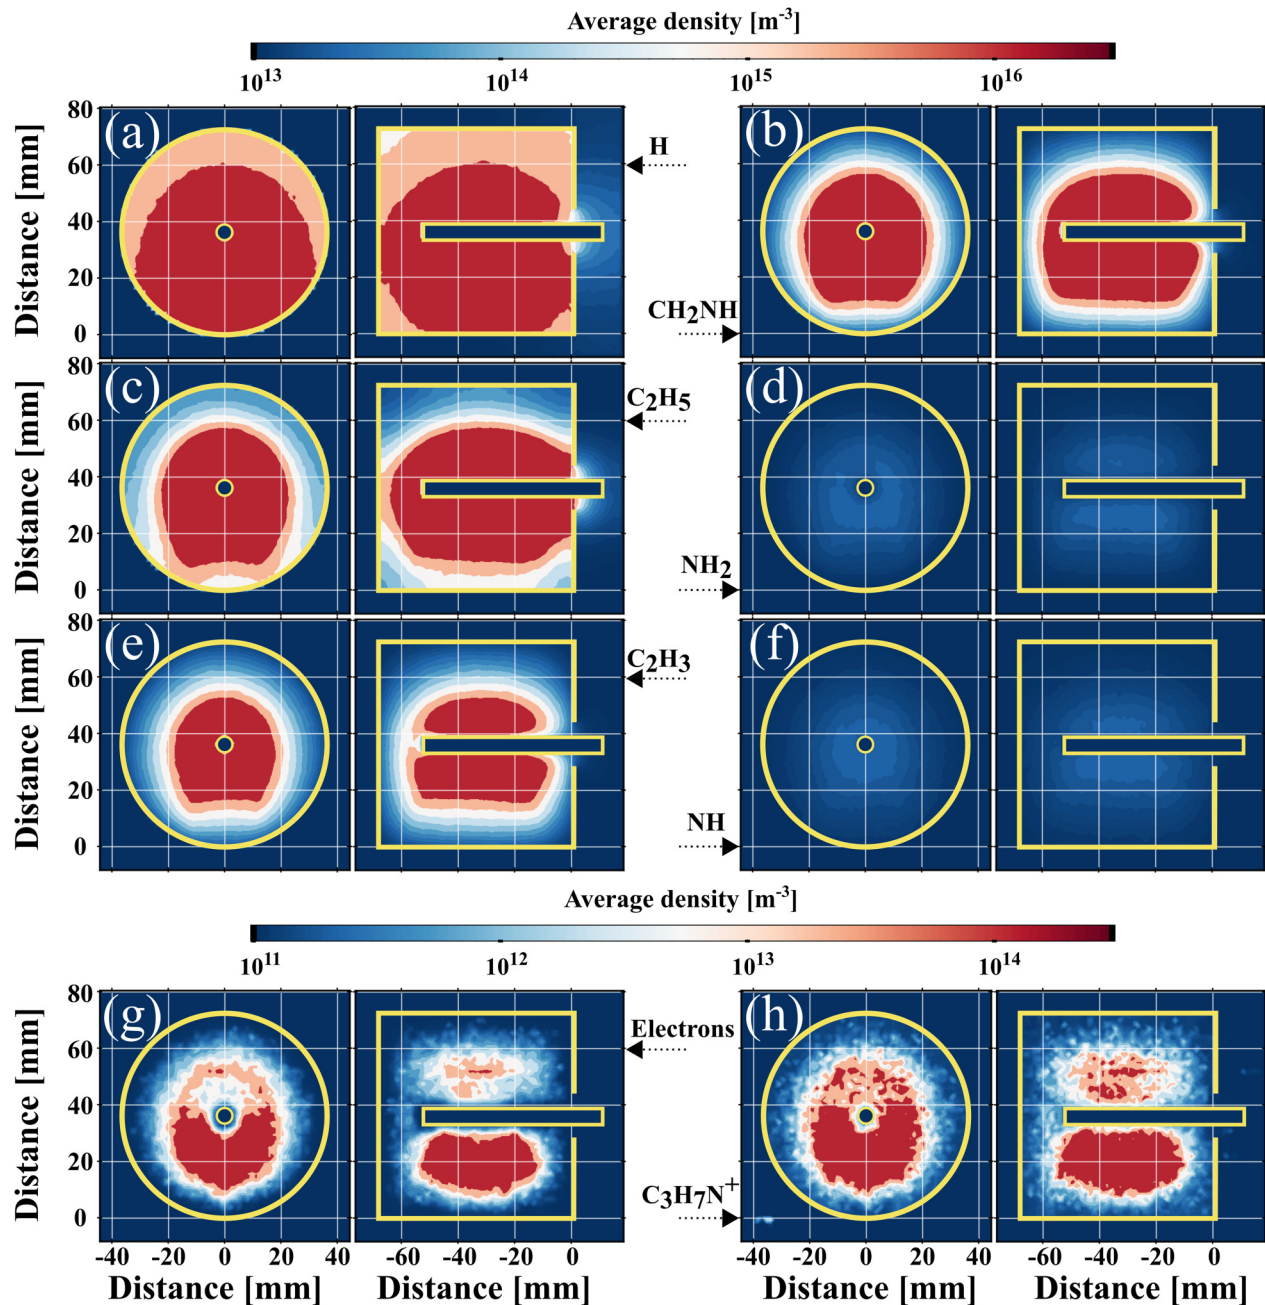 Average density [m⁻³]
10¹³ 10¹⁴ 10¹⁵ 10¹⁶
80 (a) H (b)
60
40
20
0 CH₂NH
Distance [mm]
80 (c) C₂H₅ (d)
60
40
20
0 NH₂
Distance [mm]
80 (e) C₂H₃ (f)
60
40
20
0 NH
Distance [mm]
Average density [m⁻³]
10¹¹ 10¹² 10¹³ 10¹⁴
80 (g) Electrons (h)
60
40
20
0 C₃H₇N⁺
Distance [mm]
-40 -20 0 20 40 -60 -40 -20 0 -40 -20 0 20 40 -60 -40 -20 0
Distance [mm] Distance [mm] Distance [mm] Distance [mm]